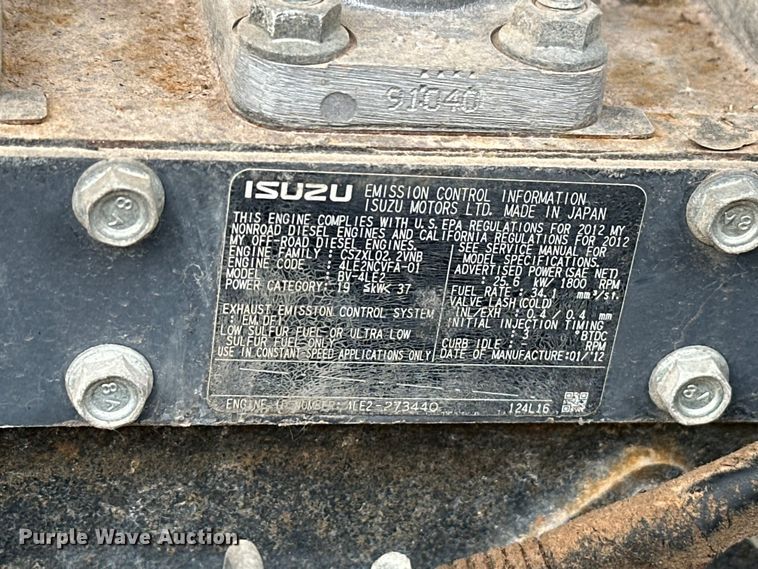 91040
8
8
8
8
ISUZU EMISSION CONTROL INFORMATION
ISUZU MOTORS LTD. MADE IN JAPAN
THIS ENGINE COMPLIES WITH U.S.EPA REGULATIONS FOR 2012 MY
NONROAD DIESEL ENGINES AND CALIFORNIA REGULATIONS FOR 2012
MY OFF-ROAD DIESEL ENGINES.
ENGINE FAMILY : CSZXL02.2VNB
ENGINE CODE : 4LE2NCVFA-01
MODEL : BV-4LE2
POWER CATEGORY : 19 ≤kW< 37
EXHAUST EMISSION CONTROL SYSTEM
: EM,DFI
LOW SULFUR FUEL OR ULTRA LOW
SULFUR FUEL ONLY
USE IN CONSTANT-SPEED APPLICATIONS ONLY
SEE SERVICE MANUAL FOR
MODEL SPECIFICATIONS.
ADVERTISED POWER(SAE NET)
: 25.6 kW/ 1800 RPM
FUEL RATE : 34.1 mm³/st.
VALVE LASH(COLD)
IN/EXH : 0.4 / 0.4 mm
INITIAL INJECTION TIMING
: 3 °BTDC
CURB IDLE : RPM
DATE OF MANUFACTURE:01/'12
ENGINE NUMBER: 4LE2-273440
124L16
Purple Wave Auction